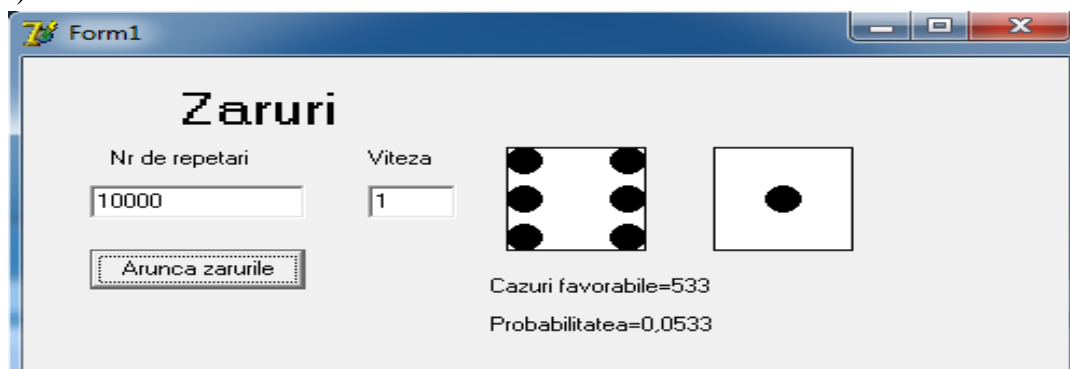 Form1
Zaruri
Nr de repetari Viteza
10000 1
Arunca zarurile
Cazuri favorabile=533
Probabilitatea=0,0533